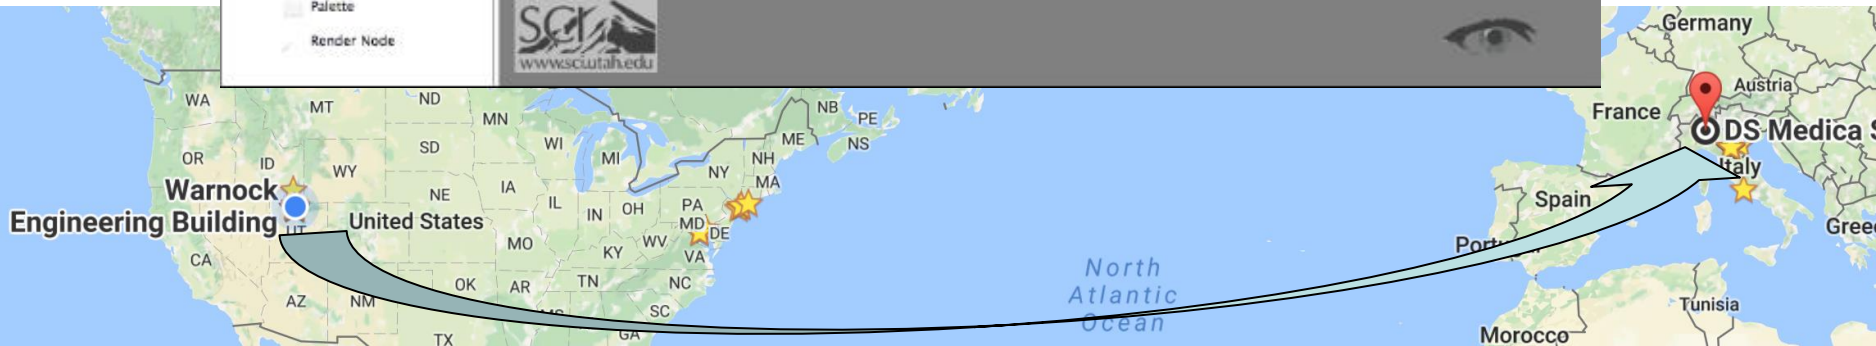 Palette
Render Node
SCI
www.sci.utah.edu
Germany
Austria
France
DS Medica S
Italy
Spain
Portu
Gree
Tunisia
Morocco
WA
MT
ND
MN
NB
PE
NS
ME
OR
ID
WY
SD
WI
MI
NY
NH
MA
Warnock
Engineering Building
UT
United States
NE
IA
IL
IN
OH
PA
MD
DE
CA
MO
KY
WV
VA
AZ
NM
OK
AR
TN
NC
SC
TX
MS
GA
North
Atlantic
Ocean